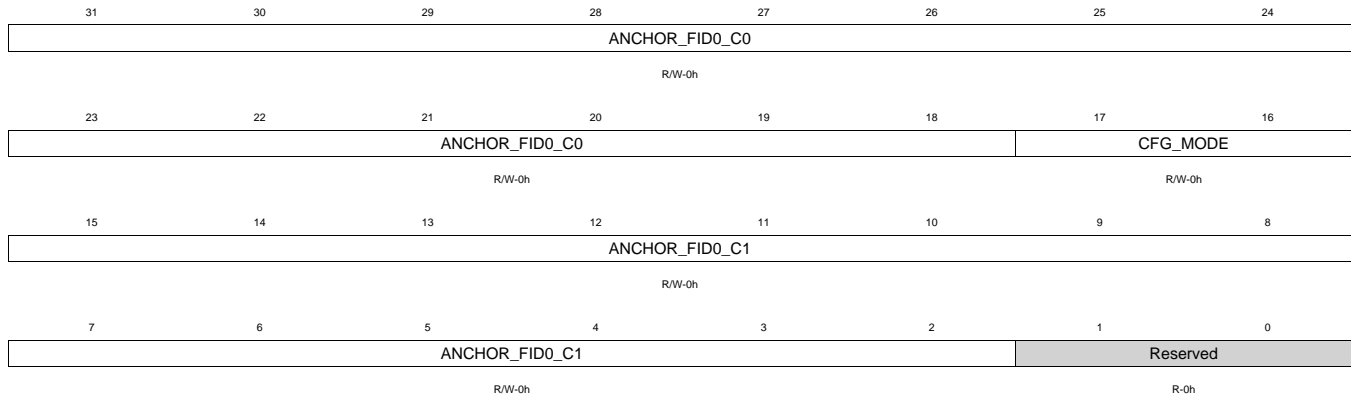 31 30 29 28 27 26 25 24
ANCHOR_FID0_C0
R/W-0h
23 22 21 20 19 18 17 16
ANCHOR_FID0_C0 CFG_MODE
R/W-0h R/W-0h
15 14 13 12 11 10 9 8
ANCHOR_FID0_C1
R/W-0h
7 6 5 4 3 2 1 0
ANCHOR_FID0_C1 Reserved
R/W-0h R-0h